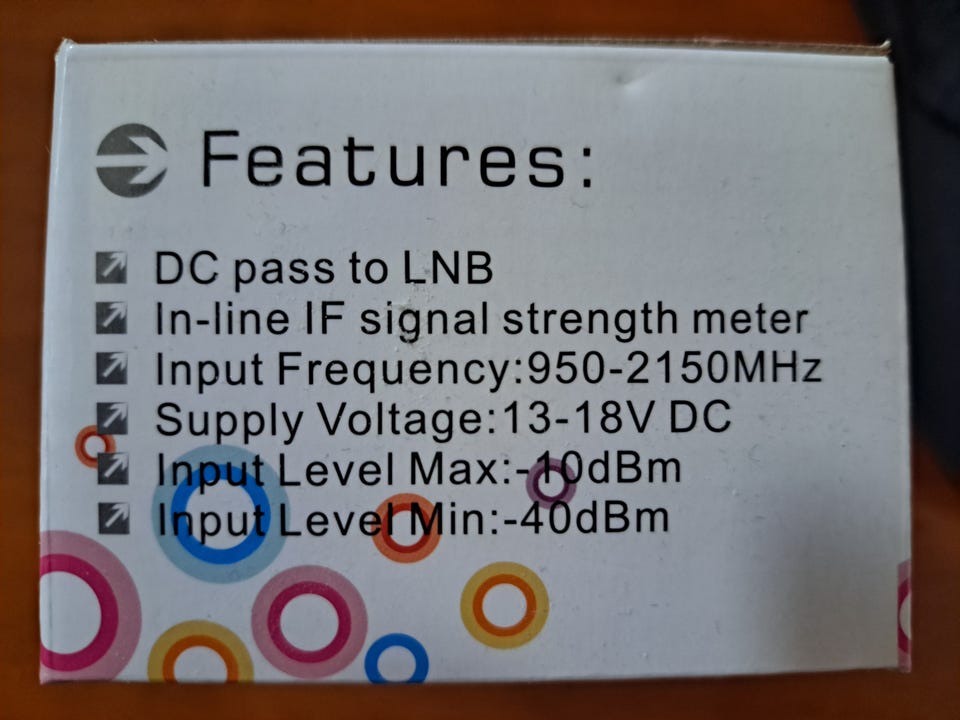 Features:
DC pass to LNB
In-line IF signal strength meter
Input Frequency:950-2150MHz
Supply Voltage:13-18V DC
Input Level Max:-10dBm
Input Level Min:-40dBm